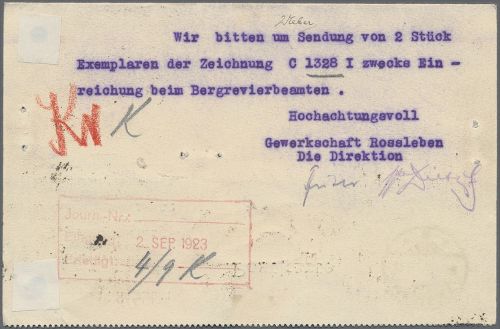 Weber
Wir bitten um Sendung von 2 Stück
Exemplaren der Zeichnung C 1328 I zwecks Ein -
reichung beim Bergrevierbeamten .
K
Hochachtungsvoll
Gewerkschaft Rossleben
Die Direktion
Journ-Nr.:
2. SEP 1923
4/9 K